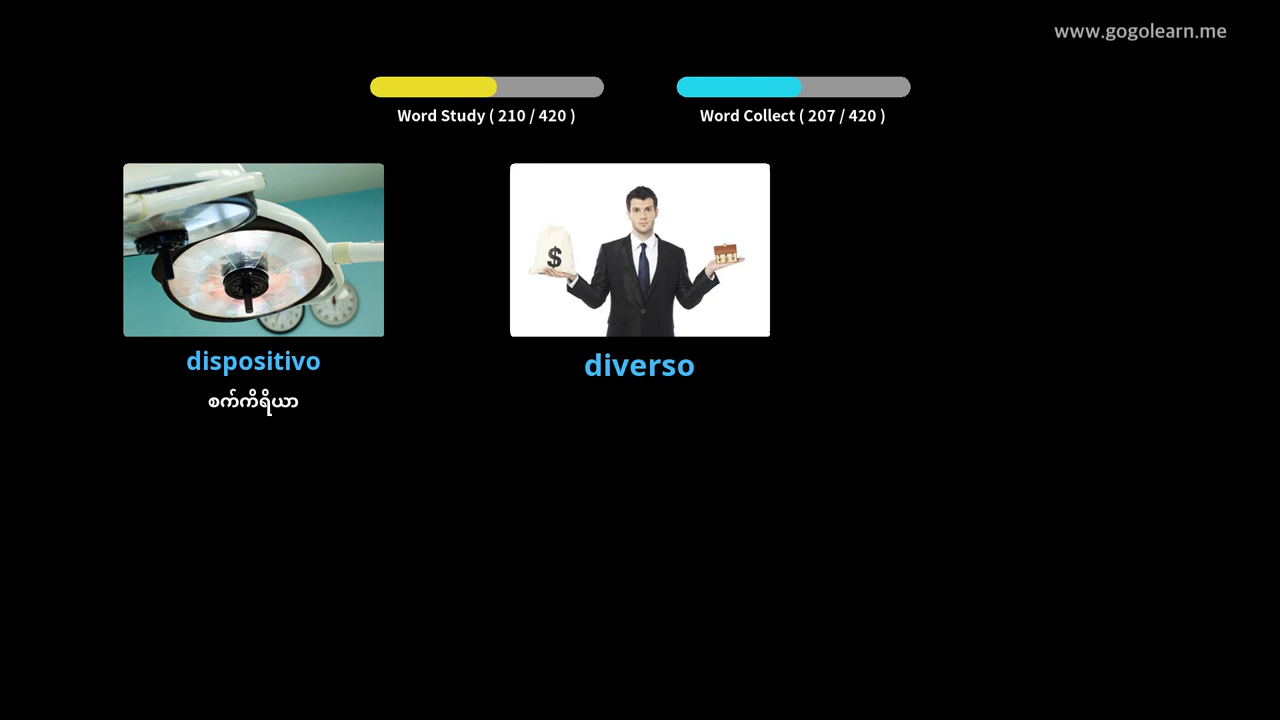 www.gogolearn.me
Word Study ( 210 / 420 )
Word Collect ( 207 / 420 )
$
dispositivo
diverso
စက်ကိရိယာ